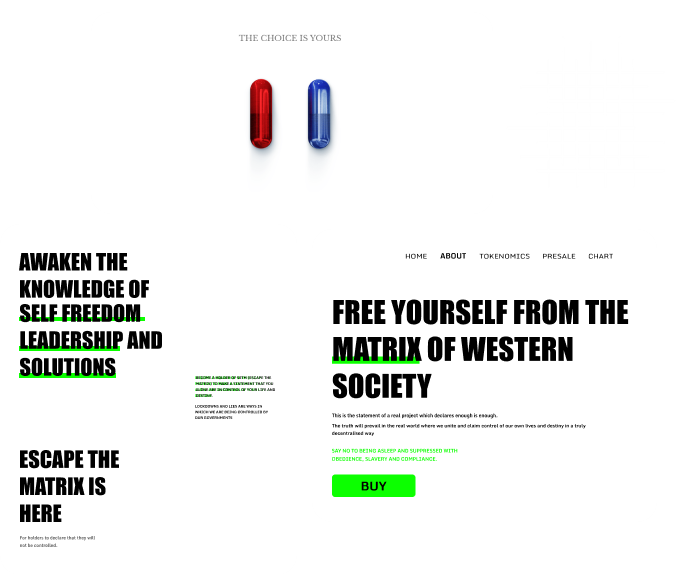 THE CHOICE IS YOURS
AWAKEN THE
KNOWLEDGE OF
SELF FREEDOM
LEADERSHIP AND
SOLUTIONS
BECOME A HOLDER OF $ETM (ESCAPE THE
MATRIX) TO MAKE A STATEMENT THAT YOU
ALONE ARE IN CONTROL OF YOUR LIFE AND
DESTINY.
LOCKDOWNS AND LIES ARE WAYS IN
WHICH WE ARE BEING CONTROLLED BY
OUR GOVERNMENTS
ESCAPE THE
MATRIX IS
HERE
For holders to declare that they will
not be controlled.
HOME ABOUT TOKENOMICS PRESALE CHART
FREE YOURSELF FROM THE
MATRIX OF WESTERN
SOCIETY
This is the statement of a real project which declares enough is enough.
The truth will prevail in the real world where we unite and claim control of our own lives and destiny in a truly
decentralised way
SAY NO TO BEING ASLEEP AND SUPPRESSED WITH
OBEDIENCE, SLAVERY AND COMPLIANCE.
BUY